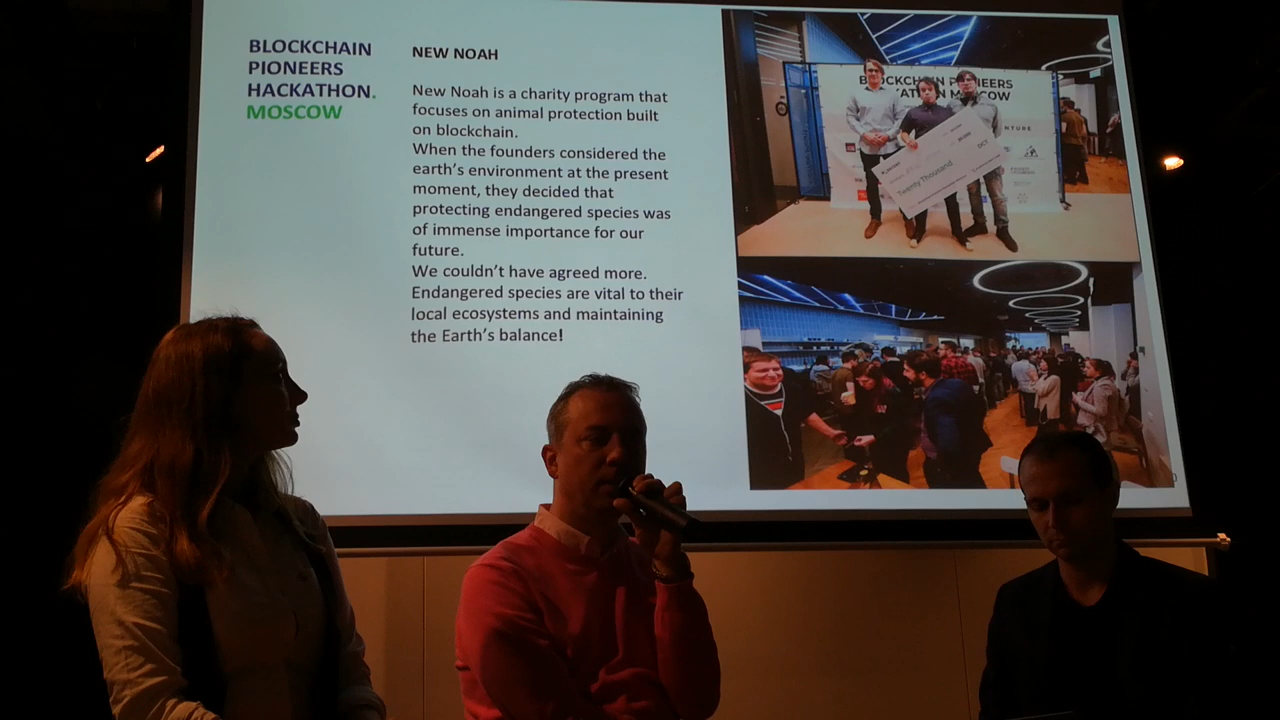 BLOCKCHAIN
PIONEERS
HACKATHON.
MOSCOW
NEW NOAH
New Noah is a charity program that
focuses on animal protection built
on blockchain.
When the founders considered the
earth's environment at the present
moment, they decided that
protecting endangered species was
of immense importance for our
future.
We couldn't have agreed more.
Endangered species are vital to their
local ecosystems and maintaining
the Earth's balance!
Twenty Thousand
DCT